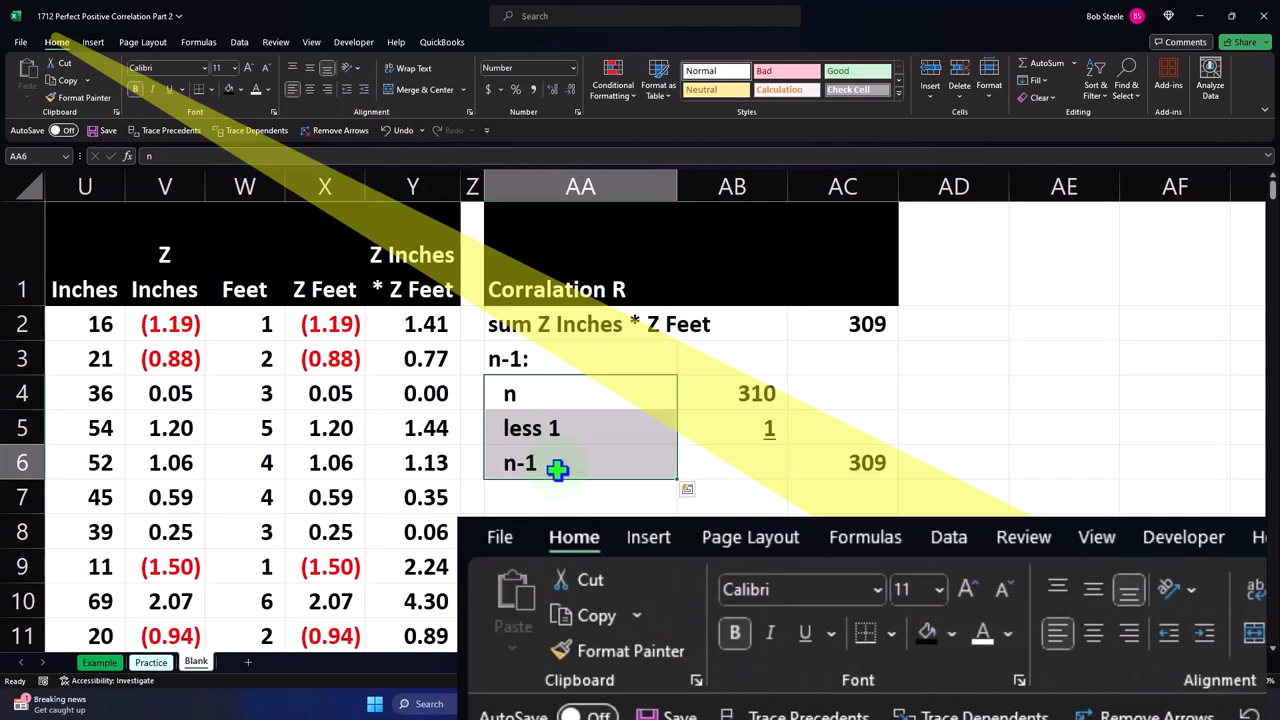 1712 Perfect Positive Correlation Part 2
Search
Bob Steele
BS
File Home Insert Page Layout Formulas Data Review View Developer Help QuickBooks
Comments
Share
Paste
Cut
Copy
Format Painter
Clipboard
Calibri
11
Font
Wrap Text
Merge & Center
Alignment
Number
Number
Conditional Formatting
Format as Table
Normal Bad Good
Neutral Calculation Check Cell
Styles
Insert Delete Format
Cells
AutoSum
Fill
Clear
Sort & Filter
Find & Select
Editing
Add-ins
Add-ins
Analyze Data
AutoSave Off Save Trace Precedents Trace Dependents Remove Arrows Undo Redo
AA6 fx n
U V W X Y Z AA AB AC AD AE AF
1 Inches Z Inches Feet Z Feet Z Inches * Z Feet Corralation R
2 16 (1.19) 1 (1.19) 1.41 sum Z Inches * Z Feet 309
3 21 (0.88) 2 (0.88) 0.77 n-1:
4 36 0.05 3 0.05 0.00 n 310
5 54 1.20 5 1.20 1.44 less 1 1
6 52 1.06 4 1.06 1.13 n-1 309
7 45 0.59 4 0.59 0.35
8 39 0.25 3 0.25 0.06
9 11 (1.50) 1 (1.50) 2.24
10 69 2.07 6 2.07 4.30
11 20 (0.94) 2 (0.94) 0.89
File Home Insert Page Layout Formulas Data Review View
Paste
Cut
Copy
Format Painter
Clipboard
Calibri
11
B I U
Font
Alignment
AutoSave Off Save Trace Precedents Trace Dependents Remove Arrows
Example Practice Blank
Ready Accessibility: Investigate
1
Breaking news
Get caught up
Search